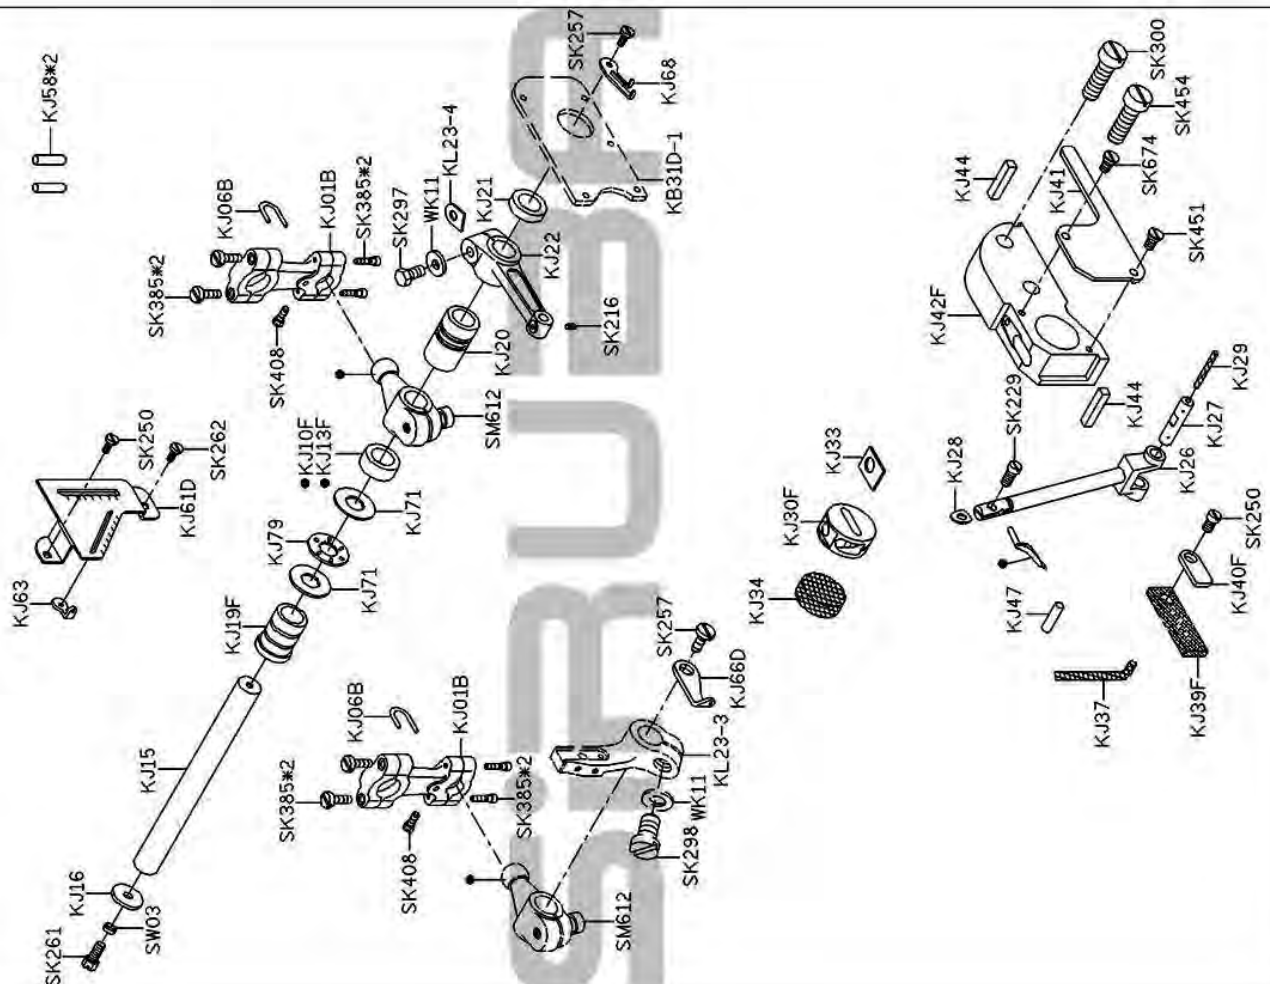 SK257
KJ68
KJ58*2
KL23-4
KB31D-1
KJ06B
KJ01B
SK385*2
SK297
WK11
KJ21
KJ22
SK385*2
SK408
KJ20
SK216
SM612
SK250
SK262
KJ10F
KJ13F
KJ61D
KJ71
KJ79
KJ71
KJ63
KJ19F
KJ15
KJ16
SW03
SK261
KJ06B
KJ01B
SK385*2
SK385*2
SK408
SK257
KJ66D
KL23-3
WK11
SK298
SM612
SK300
SK454
KJ44
KJ41
SK674
SK451
KJ42F
KJ29
SK229
KJ44
KJ27
KJ33
KJ28
KJ26
KJ30F
SK250
KJ34
KJ47
KJ40F
KJ37
KJ39F
SIRUBA